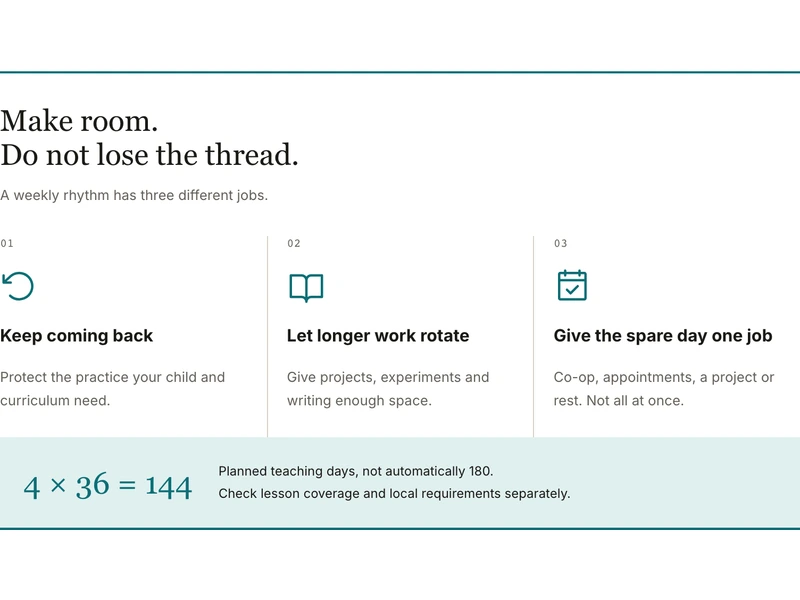 Make room.
Do not lose the thread.
A weekly rhythm has three different jobs.
01
Keep coming back
Protect the practice your child and
curriculum need.
02
Let longer work rotate
Give projects, experiments and
writing enough space.
03
Give the spare day one job
Co-op, appointments, a project or
rest. Not all at once.
4 × 36 = 144
Planned teaching days, not automatically 180.
Check lesson coverage and local requirements separately.